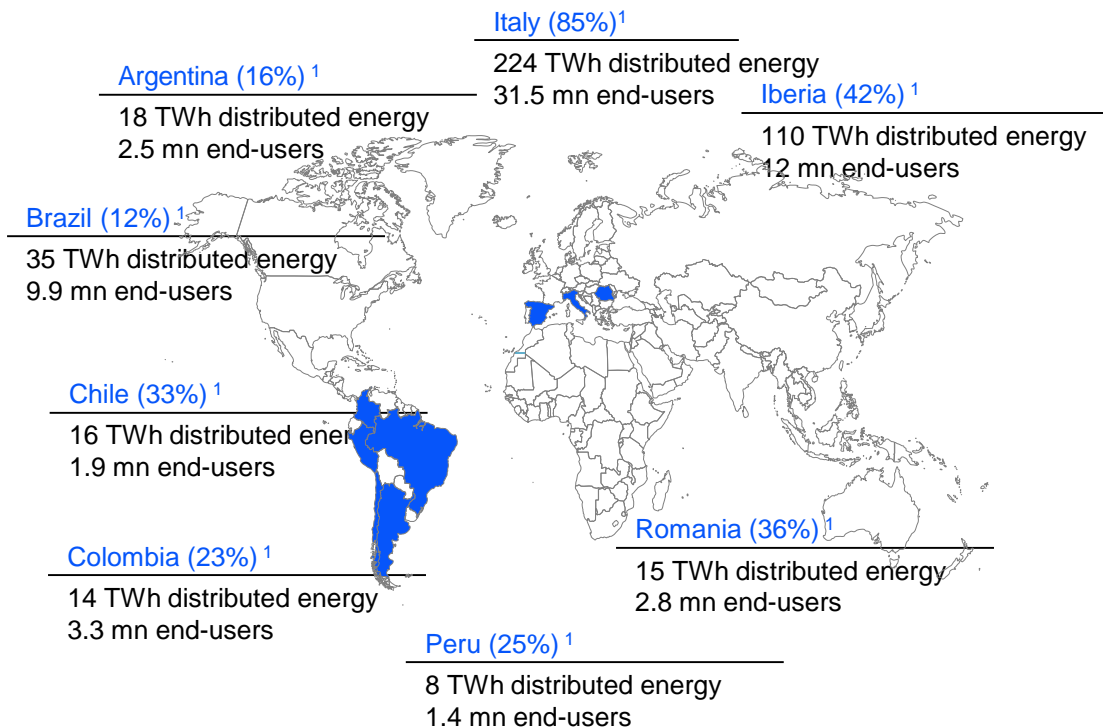 Italy (85%)1
224 TWh distributed energy
31.5 mn end-users
Argentina (16%) 1
18 TWh distributed energy
2.5 mn end-users
Iberia (42%) 1
110 TWh distributed energy
12 mn end-users
Brazil (12%) 1
35 TWh distributed energy
9.9 mn end-users
Chile (33%) 1
16 TWh distributed ener
1.9 mn end-users
Colombia (23%) 1
14 TWh distributed energy
3.3 mn end-users
Romania (36%) 1
15 TWh distributed energy
2.8 mn end-users
Peru (25%) 1
8 TWh distributed energy
1.4 mn end-users